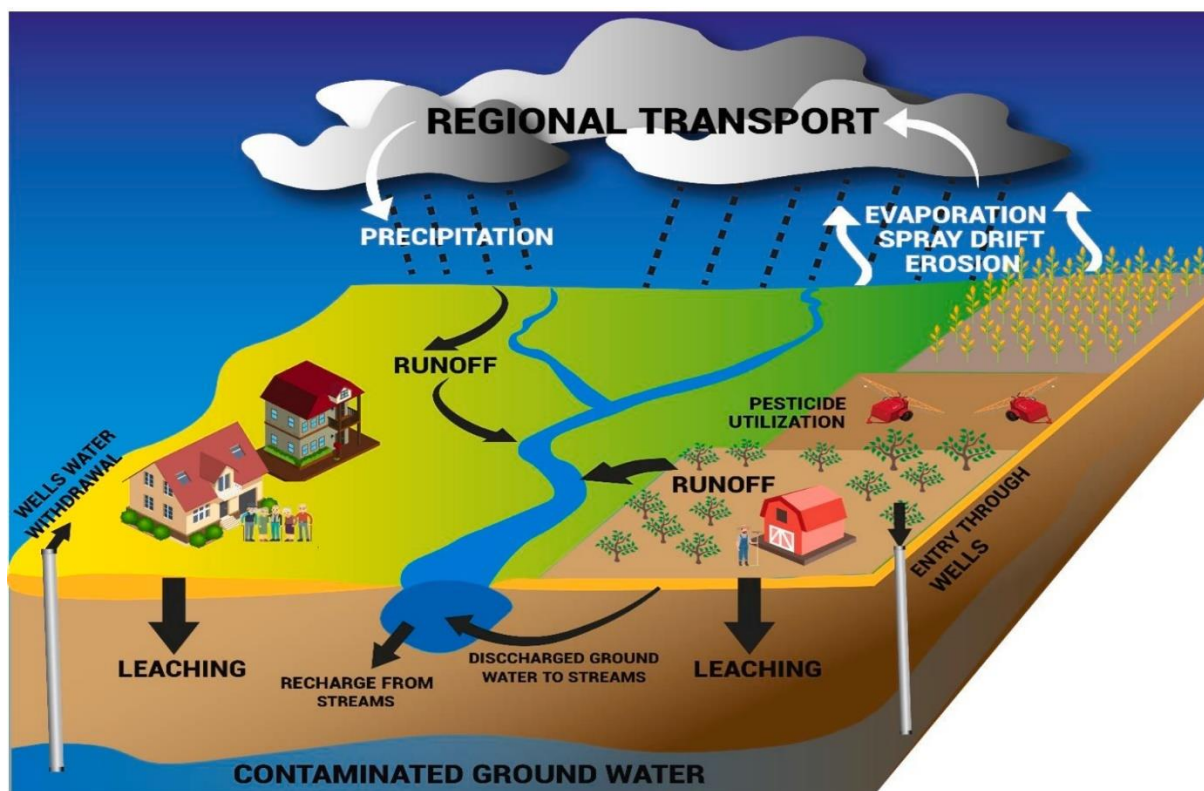 REGIONAL TRANSPORT
PRECIPITATION
EVAPORATION
SPRAY DRIFT
EROSION
RUNOFF
PESTICIDE
UTILIZATION
RUNOFF
WELLS WATER
WITHDRAWAL
ENTRY THROUGH
WELLS
LEACHING
RECHARGE FROM
STREAMS
DISCCHARGED GROUND
WATER TO STREAMS
LEACHING
CONTAMINATED GROUND WATER